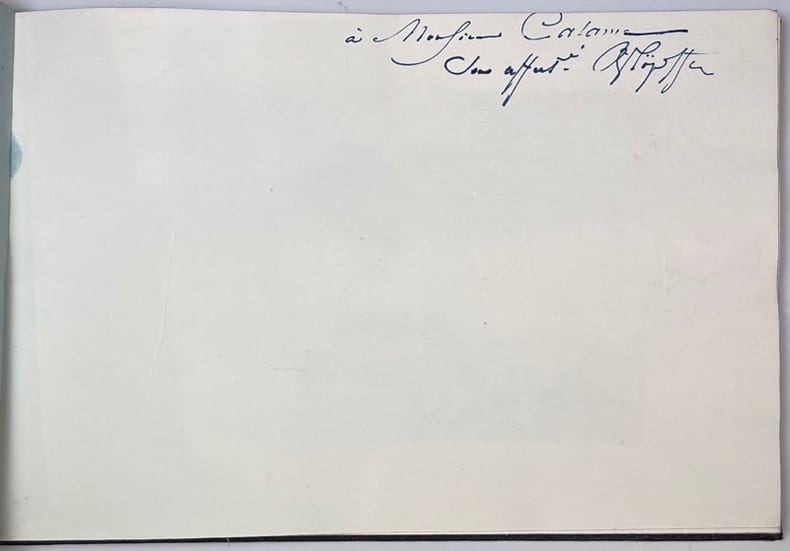 à Monsieur Calame
Son affect.é RTöpffer